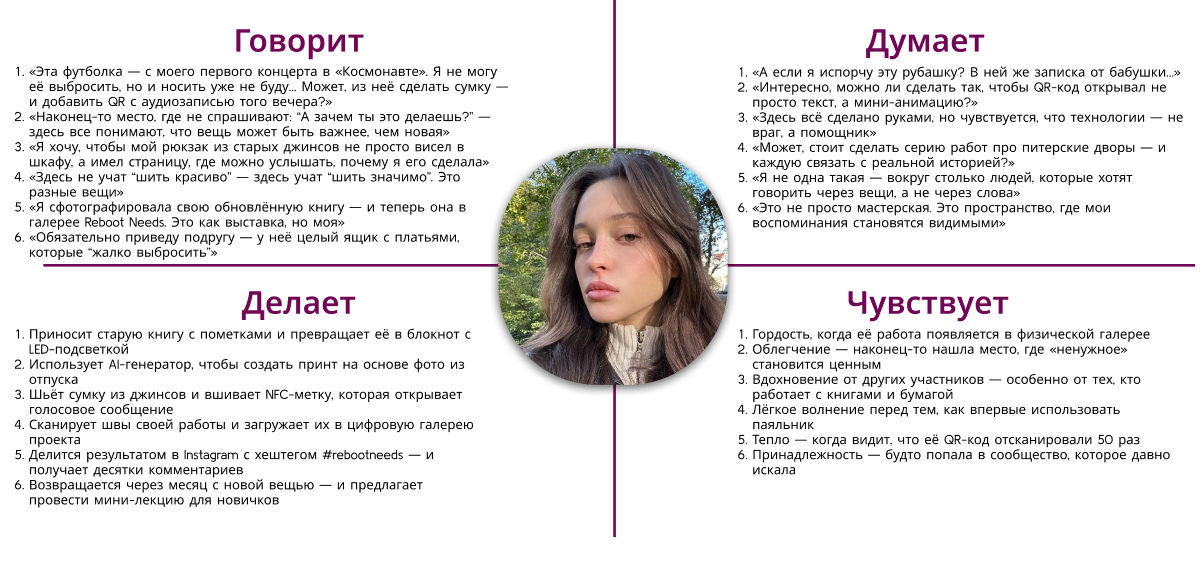 Говорит
1. «Эта футболка — с моего первого концерта в «Космонавте». Я не могу
её выбросить, но и носить уже не буду... Может, из неё сделать сумку —
и добавить QR с аудиозаписью того вечера?»
2. «Наконец-то место, где не спрашивают: “А зачем ты это делаешь?” —
здесь все понимают, что вещь может быть важнее, чем новая»
3. «Я хочу, чтобы мой рюкзак из старых джинсов не просто висел в
шкафу, а имел страницу, где можно услышать, почему я его сделала»
4. «Здесь не учат “шить красиво” — здесь учат “шить значимо”. Это
разные вещи»
5. «Я сфотографировала свою обновлённую книгу — и теперь она в
галерее Reboot Needs. Это как выставка, но моя»
6. «Обязательно приведу подругу — у неё целый ящик с платьями,
которые “жалко выбросить”»
Думает
1. «А если я испорчу эту рубашку? В ней же записка от бабушки...»
2. «Интересно, можно ли сделать так, чтобы QR-код открывал не
просто текст, а мини-анимацию?»
3. «Здесь всё сделано руками, но чувствуется, что технологии — не
враг, а помощник»
4. «Может, стоит сделать серию работ про питерские дворы — и
каждую связать с реальной историей?»
5. «Я не одна такая — вокруг столько людей, которые хотят
говорить через вещи, а не через слова»
6. «Это не просто мастерская. Это пространство, где мои
воспоминания становятся видимыми»
Делает
1. Приносит старую книгу с пометками и превращает её в блокнот с
LED-подсветкой
2. Использует AI-генератор, чтобы создать принт на основе фото из
отпуска
3. Шьёт сумку из джинсов и вшивает NFC-метку, которая открывает
голосовое сообщение
4. Сканирует швы своей работы и загружает их в цифровую галерею
проекта
5. Делится результатом в Instagram с хештегом #rebootneeds — и
получает десятки комментариев
6. Возвращается через месяц с новой вещью — и предлагает
провести мини-лекцию для новичков
Чувствует
1. Гордость, когда её работа появляется в физической галерее
2. Облегчение — наконец-то нашла место, где «ненужное»
становится ценным
3. Вдохновение от других участников — особенно от тех, кто
работает с книгами и бумагой
4. Лёгкое волнение перед тем, как впервые использовать
паяльник
5. Тепло — когда видит, что её QR-код отсканировали 50 раз
6. Принадлежность — будто попала в сообщество, которое давно
искала